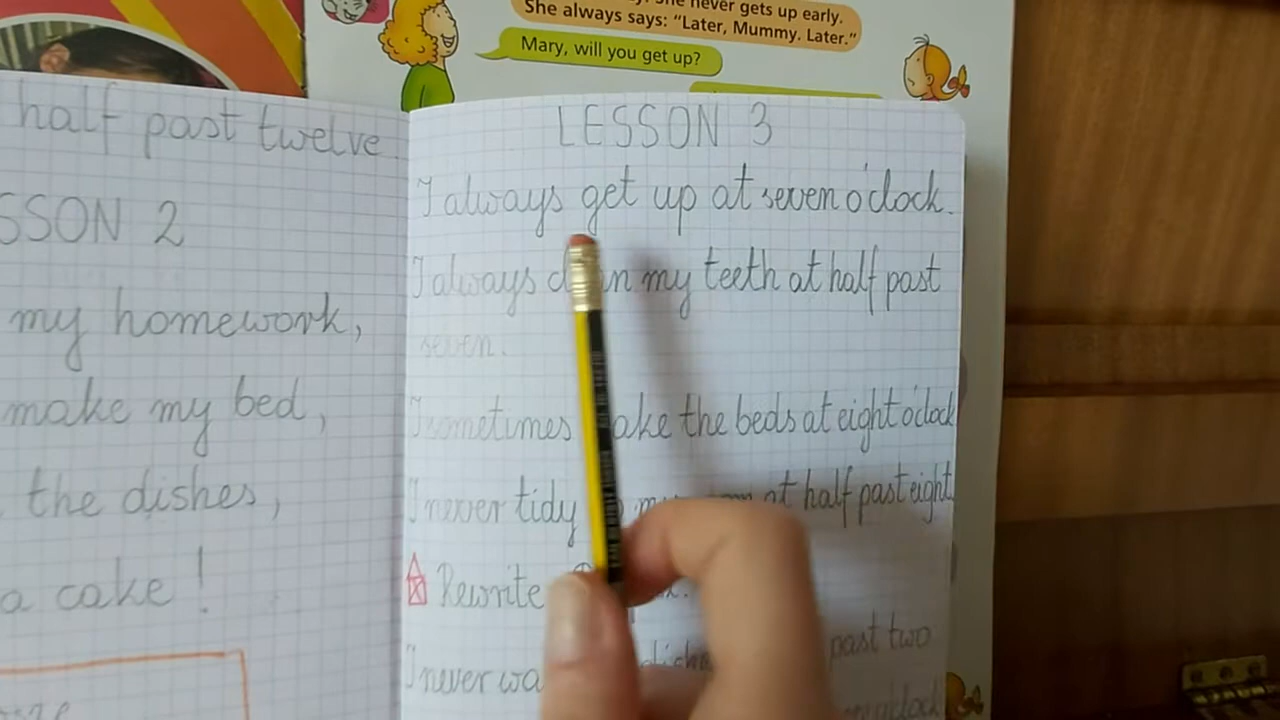 never gets up early.
She always says: "Later, Mummy. Later."
Mary, will you get up?
half past twelve
SSON 2
my homework,
make my bed,
the dishes,
a cake!
LESSON 3
I always get up at seven o'clock.
I always my teeth at half past
seven.
I sometimes the beds at eight o'clock
I never tidy at half past eight
Rewrite
I never past two